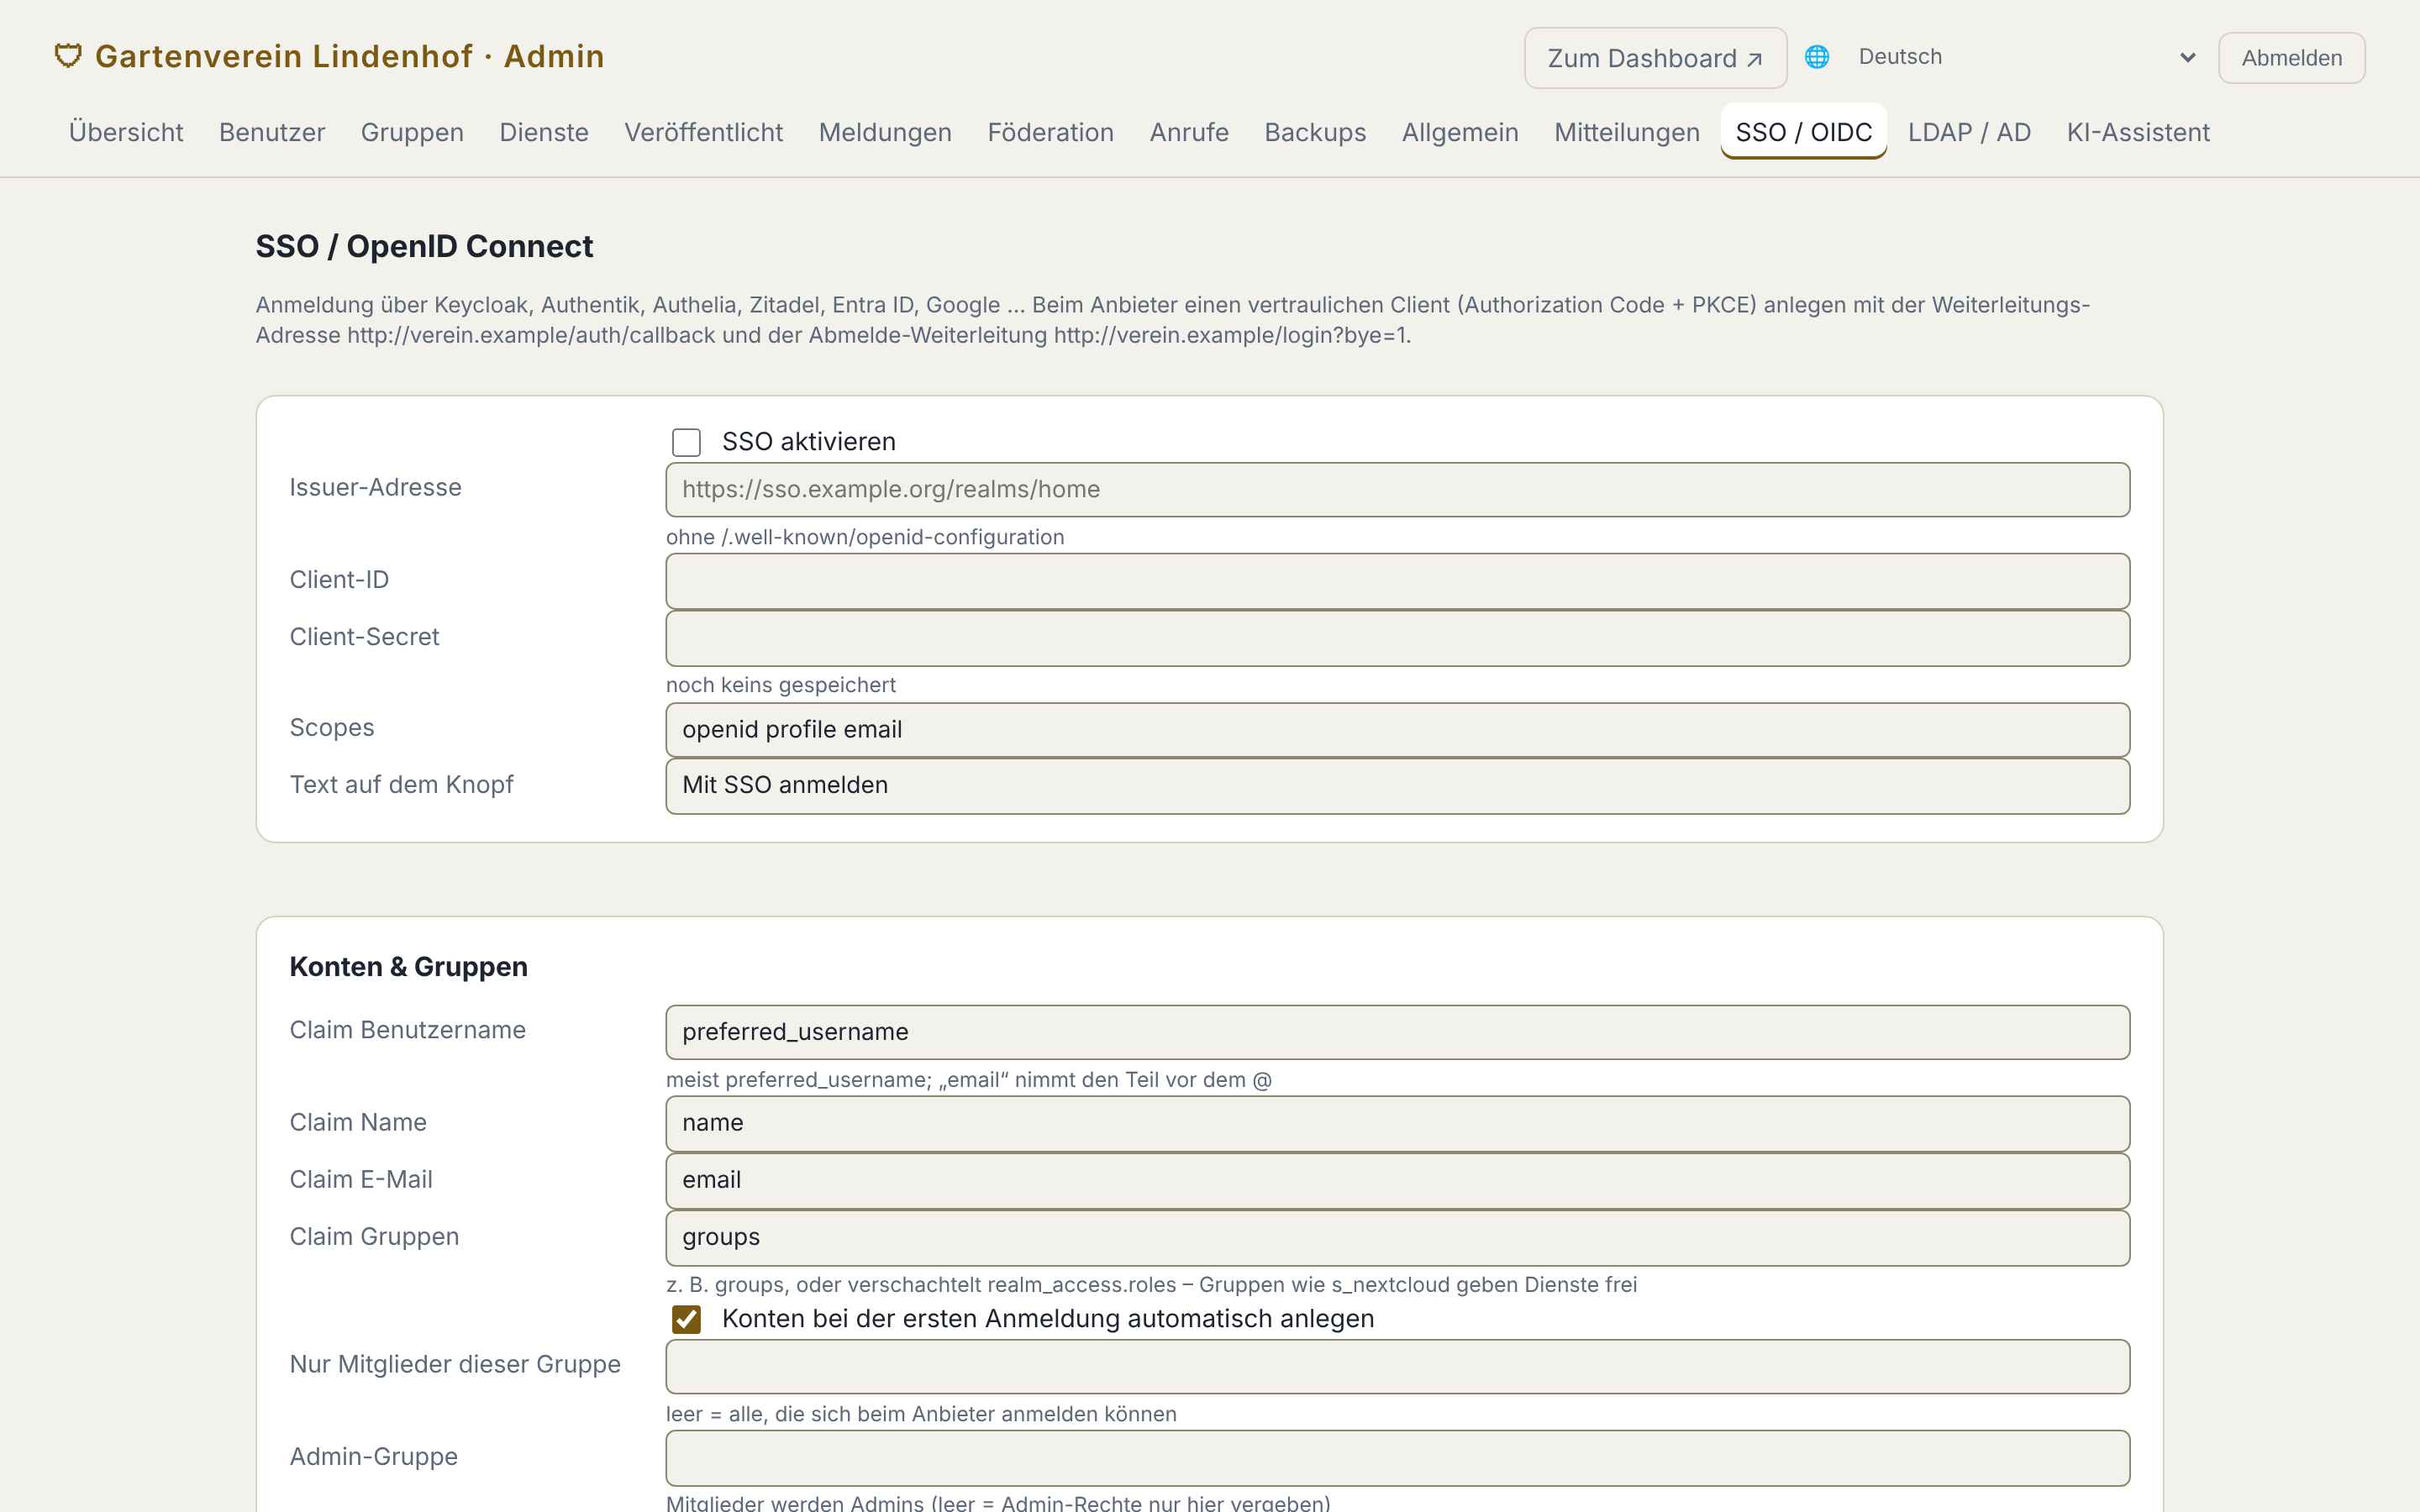 Gartenverein Lindenhof · Admin
Zum Dashboard ↗
Deutsch
Abmelden
Übersicht Benutzer Gruppen Dienste Veröffentlicht Meldungen Föderation Anrufe Backups Allgemein Mitteilungen SSO / OIDC LDAP / AD KI-Assistent
SSO / OpenID Connect
Anmeldung über Keycloak, Authentik, Authelia, Zitadel, Entra ID, Google … Beim Anbieter einen vertraulichen Client (Authorization Code + PKCE) anlegen mit der Weiterleitungs-
Adresse http://verein.example/auth/callback und der Abmelde-Weiterleitung http://verein.example/login?bye=1.
SSO aktivieren
Issuer-Adresse https://sso.example.org/realms/home
ohne /.well-known/openid-configuration
Client-ID
Client-Secret
noch keins gespeichert
Scopes openid profile email
Text auf dem Knopf Mit SSO anmelden
Konten & Gruppen
Claim Benutzername preferred_username
meist preferred_username; „email“ nimmt den Teil vor dem @
Claim Name name
Claim E-Mail email
Claim Gruppen groups
z. B. groups, oder verschachtelt realm_access.roles – Gruppen wie s_nextcloud geben Dienste frei
Konten bei der ersten Anmeldung automatisch anlegen
Nur Mitglieder dieser Gruppe
leer = alle, die sich beim Anbieter anmelden können
Admin-Gruppe
Mitglieder werden Admins (leer = Admin-Rechte nur hier vergeben)